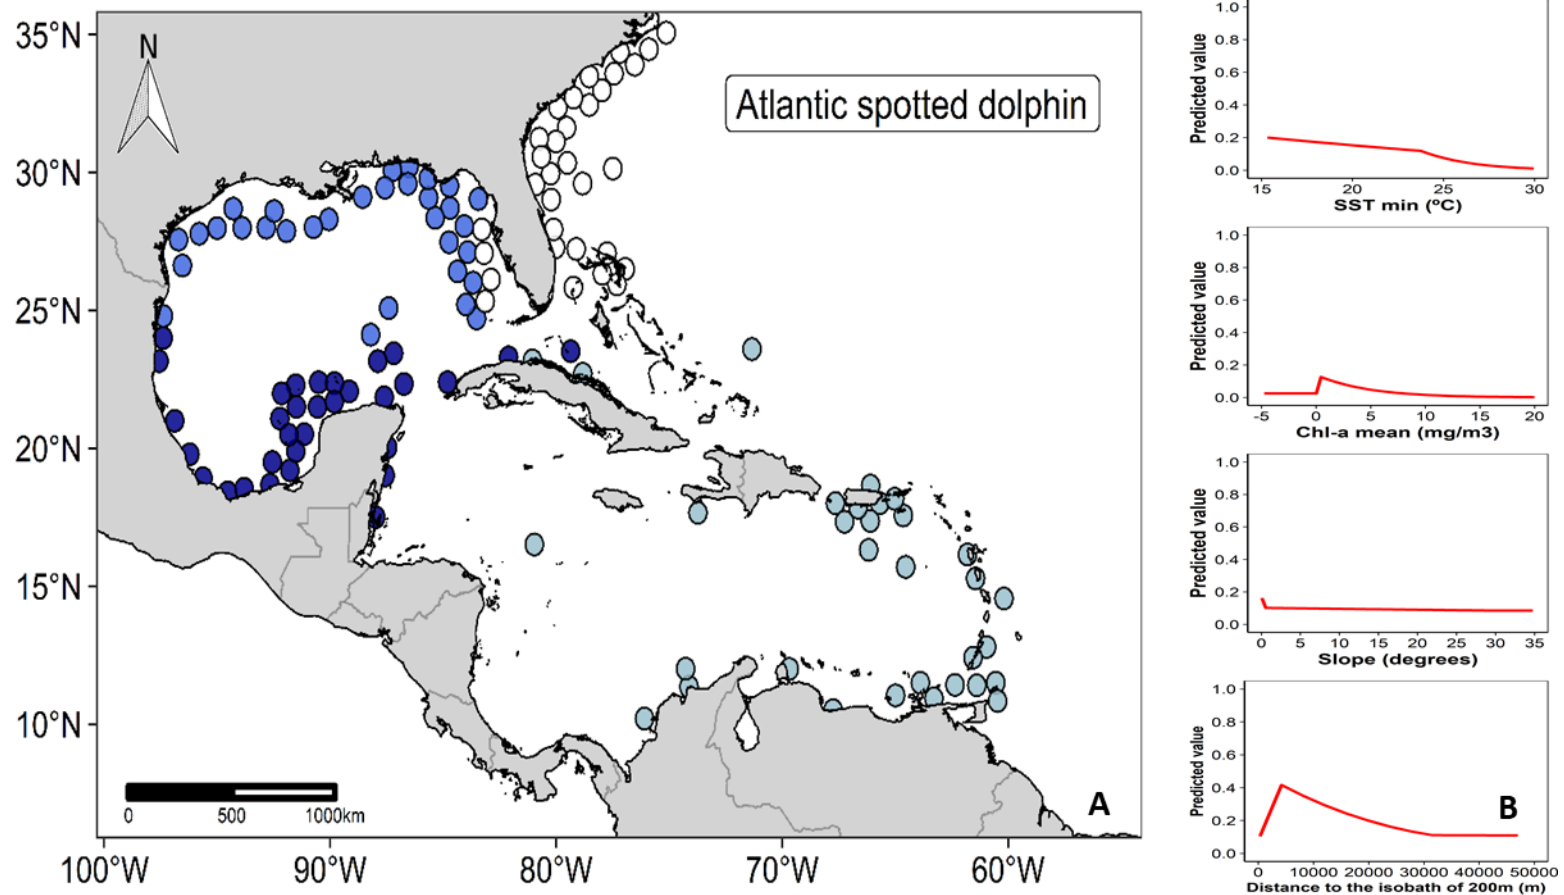 35°N
30°N
25°N
20°N
15°N
10°N
N
Atlantic spotted dolphin
0 500 1000km
A
100°W 90°W 80°W 70°W 60°W
Predicted value
1.0
0.8
0.6
0.4
0.2
0.0
15 20 25 30
SST min (ºC)
Predicted value
1.0
0.8
0.6
0.4
0.2
0.0
-5 0 5 10 15 20
Chl-a mean (mg/m3)
Predicted value
1.0
0.8
0.6
0.4
0.2
0.0
0 5 10 15 20 25 30 35
Slope (degrees)
Predicted value
1.0
0.8
0.6
0.4
0.2
0.0
B
0 10000 20000 30000 40000 50000
Distance to the isobath of 200m (m)